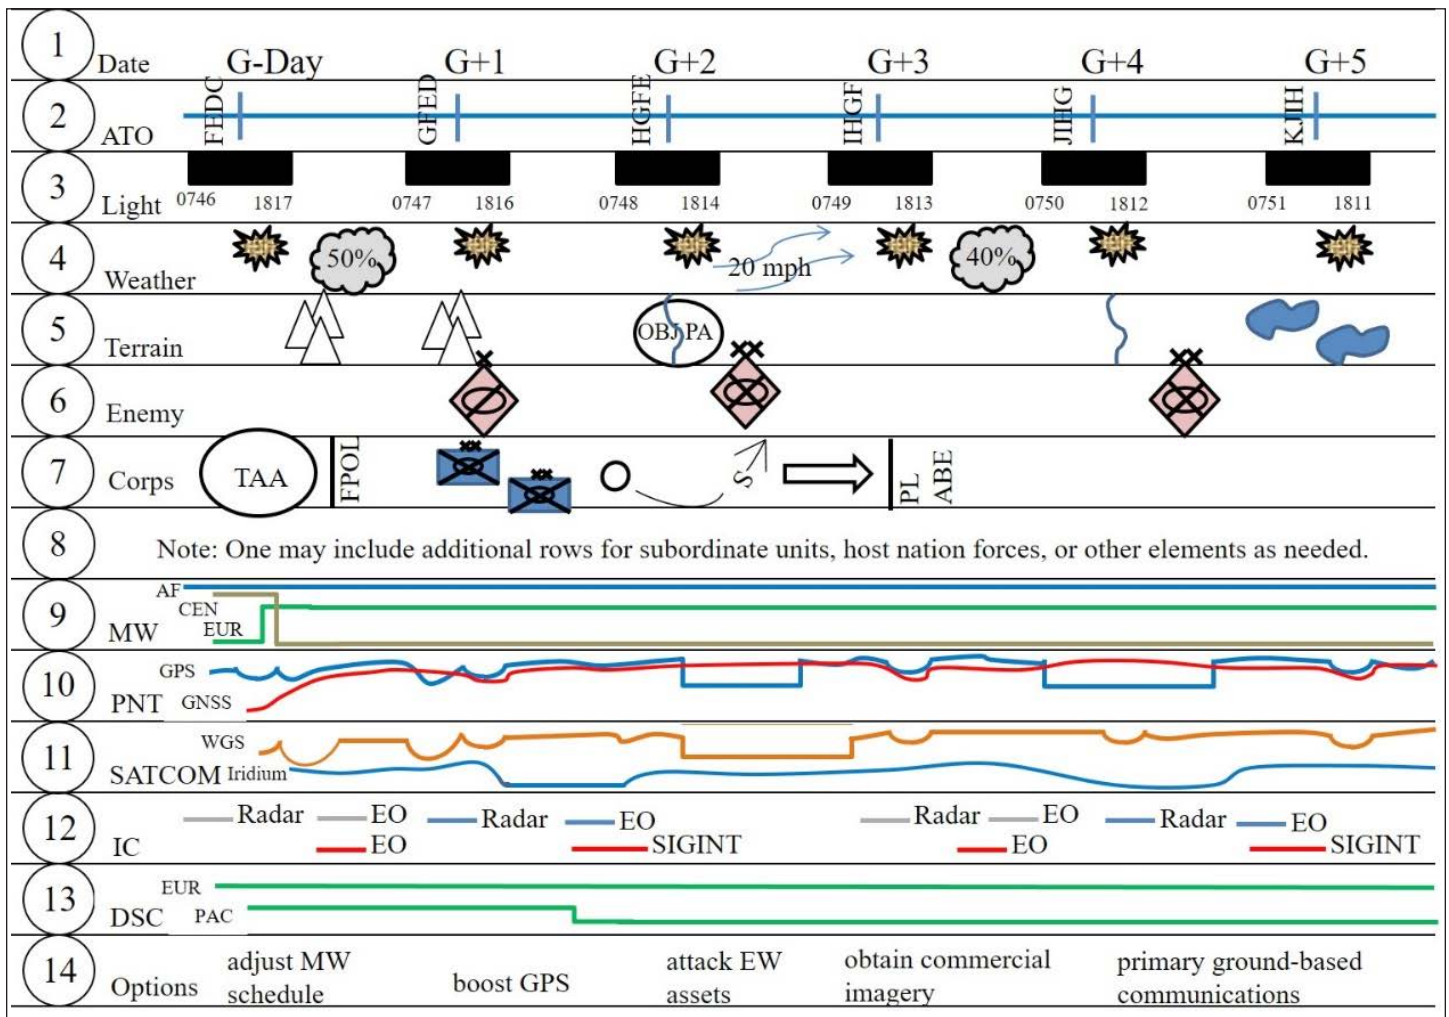 1 Date G-Day G+1 G+2 G+3 G+4 G+5
2 ATO FEDC GFED HGFE IHGF JIHG KJIH
3 Light 0746 1817 0747 1816 0748 1814 0749 1813 0750 1812 0751 1811
4 Weather 50% 20 mph 40%
5 Terrain OBJ PA
6 Enemy
7 Corps TAA FPOL S PL ABE
8 Note: One may include additional rows for subordinate units, host nation forces, or other elements as needed.
9 MW AF CEN EUR
10 PNT GPS GNSS
11 SATCOM WGS Iridium
12 IC Radar EO Radar EO Radar EO Radar EO
EO SIGINT EO SIGINT
13 DSC EUR PAC
14 Options adjust MW schedule boost GPS attack EW assets obtain commercial imagery primary ground-based communications